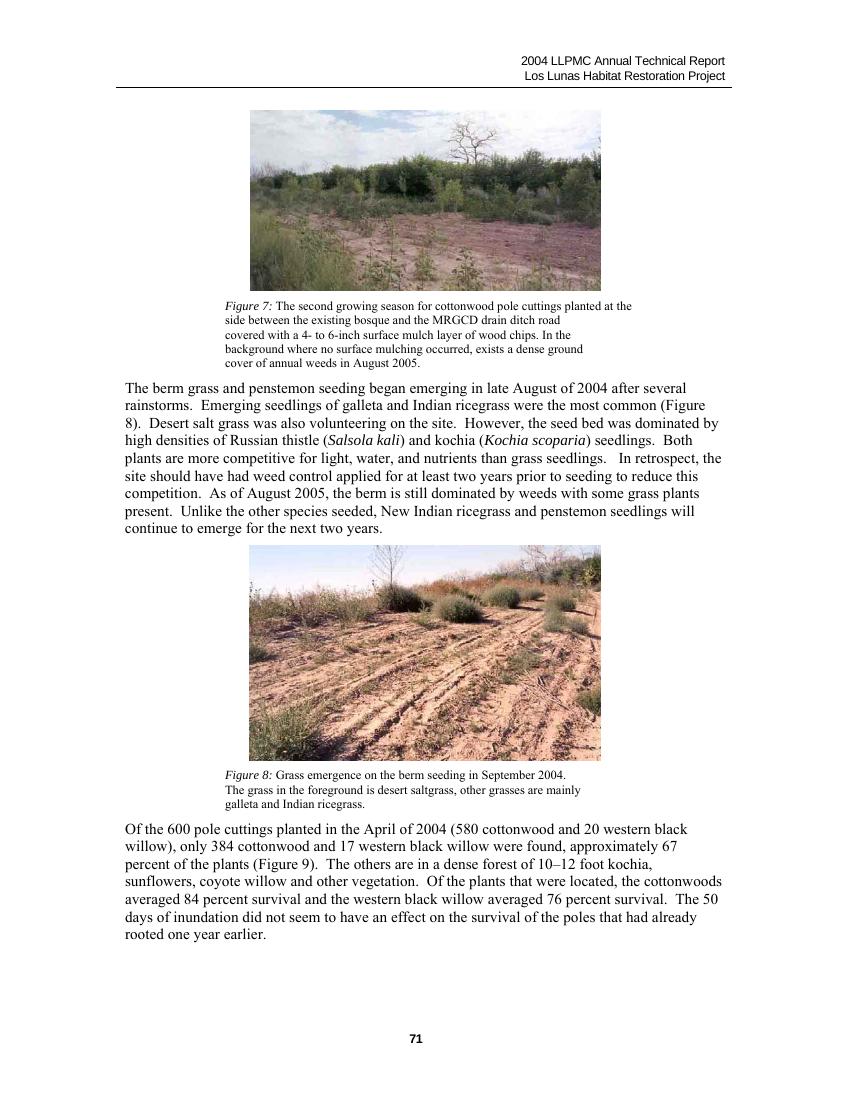 2004 LLPMC Annual Technical Report
Los Lunas Habitat Restoration Project
Figure 7: The second growing season for cottonwood pole cuttings planted at the
side between the existing bosque and the MRGCD drain ditch road
covered with a 4- to 6-inch surface mulch layer of wood chips. In the
background where no surface mulching occurred, exists a dense ground
cover of annual weeds in August 2005.
The berm grass and penstemon seeding began emerging in late August of 2004 after several
rainstorms. Emerging seedlings of galleta and Indian ricegrass were the most common (Figure
8). Desert salt grass was also volunteering on the site. However, the seed bed was dominated by
high densities of Russian thistle (Salsola kali) and kochia (Kochia scoparia) seedlings. Both
plants are more competitive for light, water, and nutrients than grass seedlings. In retrospect, the
site should have had weed control applied for at least two years prior to seeding to reduce this
competition. As of August 2005, the berm is still dominated by weeds with some grass plants
present. Unlike the other species seeded, New Indian ricegrass and penstemon seedlings will
continue to emerge for the next two years.
Figure 8: Grass emergence on the berm seeding in September 2004.
The grass in the foreground is desert saltgrass, other grasses are mainly
galleta and Indian ricegrass.
Of the 600 pole cuttings planted in the April of 2004 (580 cottonwood and 20 western black
willow), only 384 cottonwood and 17 western black willow were found, approximately 67
percent of the plants (Figure 9). The others are in a dense forest of 10–12 foot kochia,
sunflowers, coyote willow and other vegetation. Of the plants that were located, the cottonwoods
averaged 84 percent survival and the western black willow averaged 76 percent survival. The 50
days of inundation did not seem to have an effect on the survival of the poles that had already
rooted one year earlier.
71